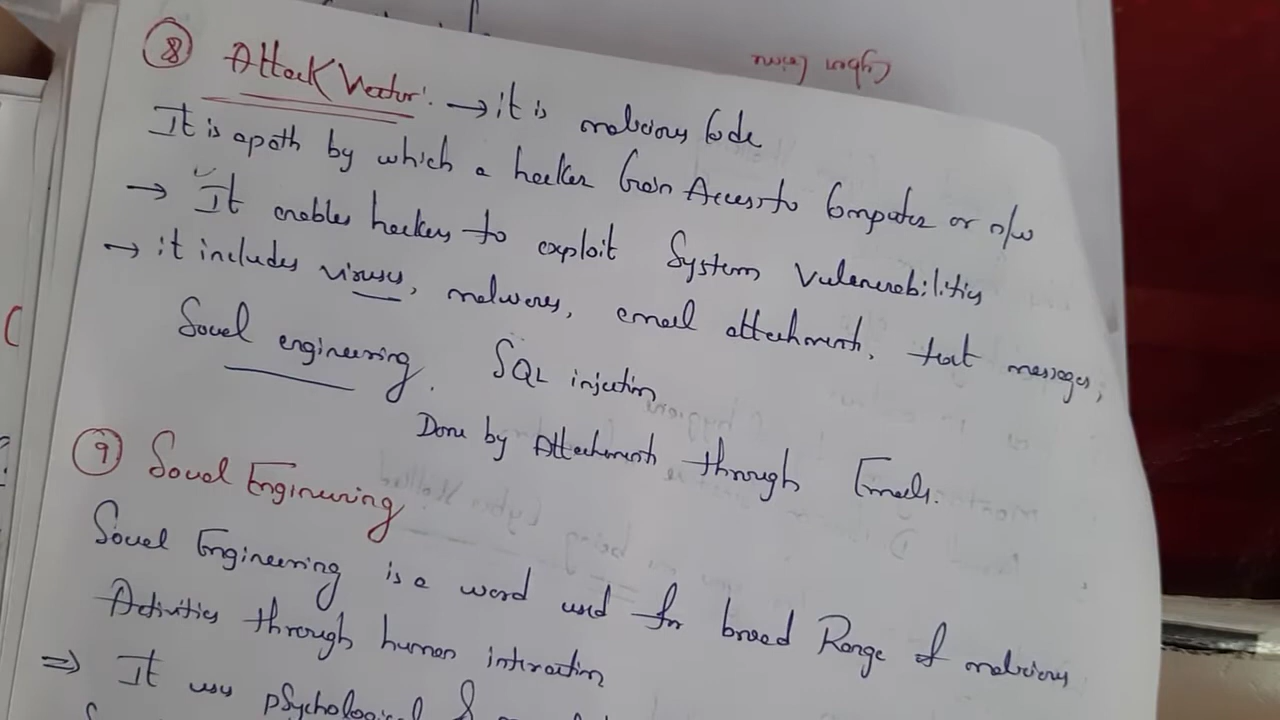 Cyber Crime
⑧ Attack Vector: → it is malicious Code
It is a path by which a hacker Gain Access to Computer or n/w
→ It enables hackers to exploit System Vulenerabilities
→ it includes viruses, malwares, email attachments, text messages,
Social engineering, SQL injection
Done by Attachments through Emails.
⑨ Social Engineering
Social Engineering is a word used for broad Range of malicious
Activities through human interaction
⇒ It uses pSychological